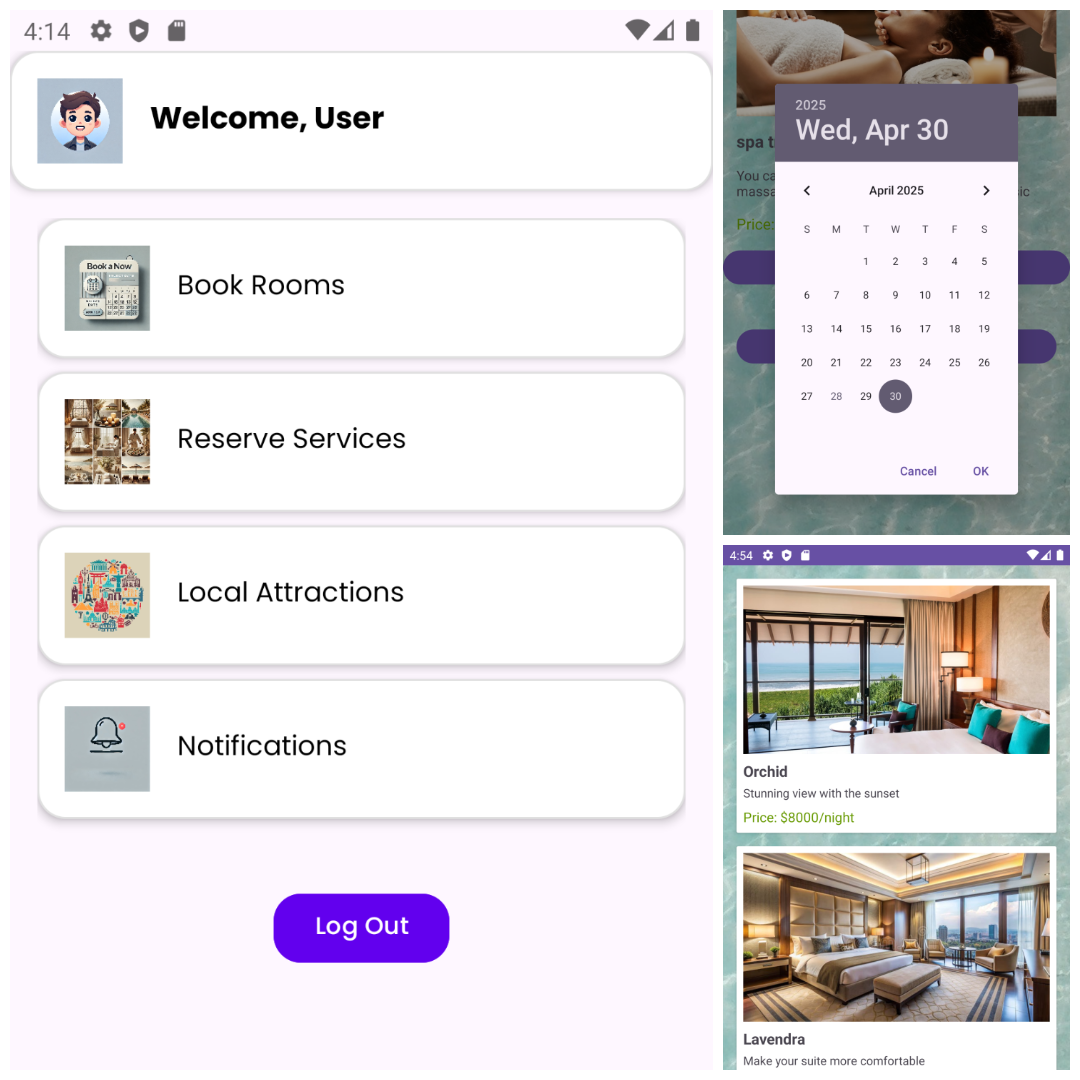 4:14
Welcome, User
Book a Now
Book Rooms
Reserve Services
Local Attractions
Notifications
Log Out
2025
Wed, Apr 30
spa t
You ca
massa
ic
Price:
April 2025
S M T W T F S
1 2 3 4 5
6 7 8 9 10 11 12
13 14 15 16 17 18 19
20 21 22 23 24 25 26
27 28 29 30
Cancel OK
4:54
Orchid
Stunning view with the sunset
Price: $8000/night
Lavendra
Make your suite more comfortable